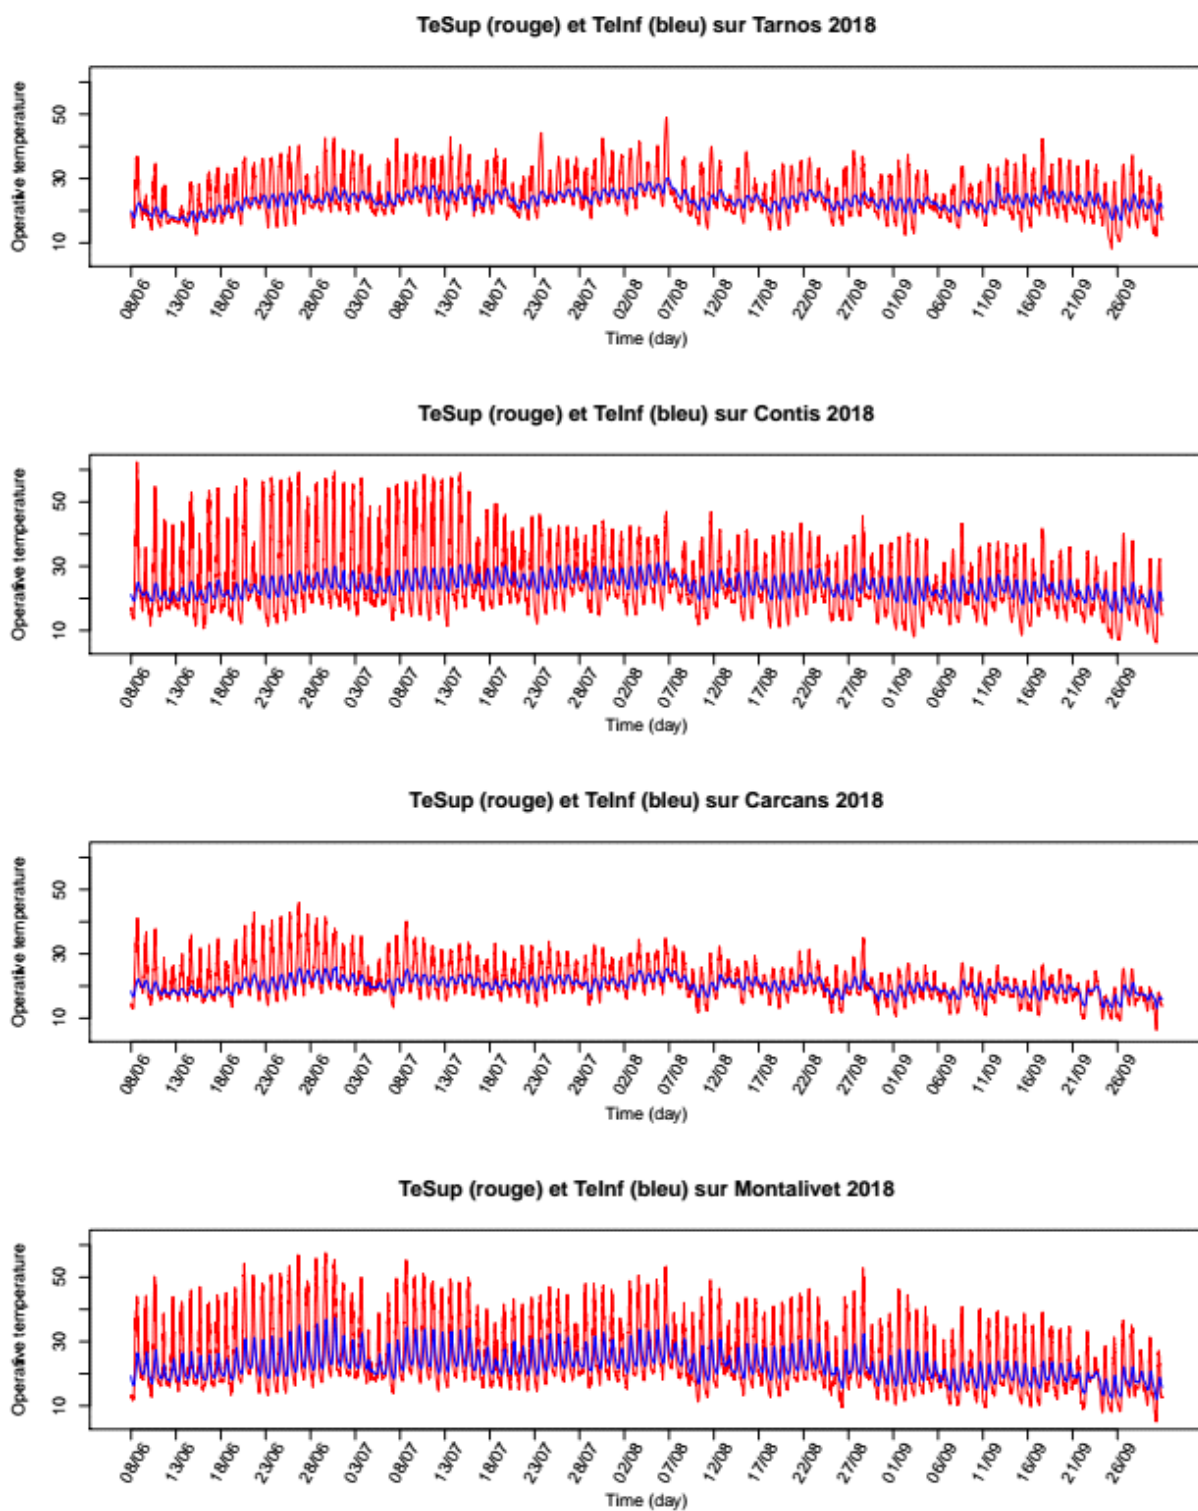 TeSup (rouge) et TeInf (bleu) sur Tarnos 2018
Operative temperature
50
30
10
08/06 13/06 18/06 23/06 28/06 03/07 08/07 13/07 18/07 23/07 28/07 02/08 07/08 12/08 17/08 22/08 27/08 01/09 06/09 11/09 16/09 21/09 26/09
Time (day)
TeSup (rouge) et TeInf (bleu) sur Contis 2018
Operative temperature
50
30
10
08/06 13/06 18/06 23/06 28/06 03/07 08/07 13/07 18/07 23/07 28/07 02/08 07/08 12/08 17/08 22/08 27/08 01/09 06/09 11/09 16/09 21/09 26/09
Time (day)
TeSup (rouge) et TeInf (bleu) sur Carcans 2018
Operative temperature
50
30
10
08/06 13/06 18/06 23/06 28/06 03/07 08/07 13/07 18/07 23/07 28/07 02/08 07/08 12/08 17/08 22/08 27/08 01/09 06/09 11/09 16/09 21/09 26/09
Time (day)
TeSup (rouge) et TeInf (bleu) sur Montalivet 2018
Operative temperature
50
30
10
08/06 13/06 18/06 23/06 28/06 03/07 08/07 13/07 18/07 23/07 28/07 02/08 07/08 12/08 17/08 22/08 27/08 01/09 06/09 11/09 16/09 21/09 26/09
Time (day)